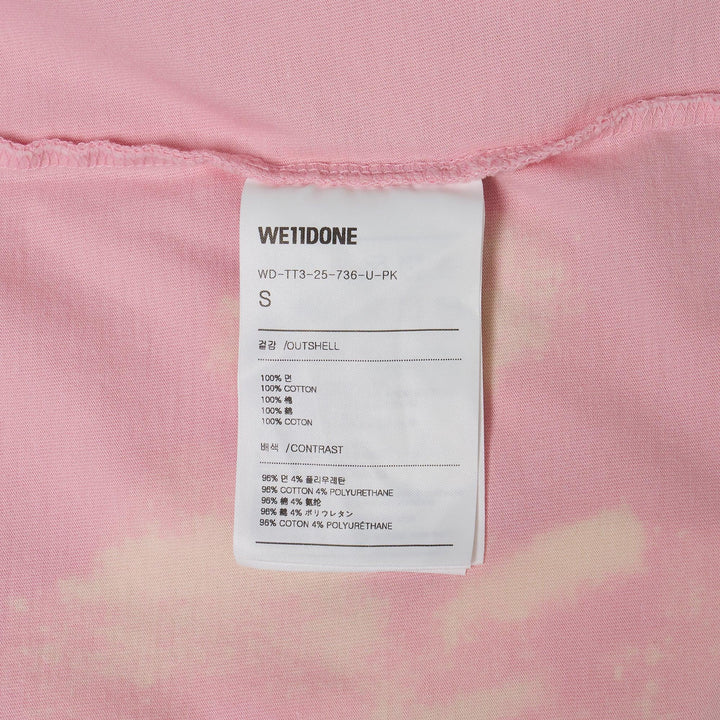 WE11DONE
WD-TT3-25-736-U-PK
S
겉감 /OUTSHELL
100% 면
100% COTTON
100% 棉
100% 鶴
100% COTON
배색 /CONTRAST
96% 면 4% 폴리우레탄
96% COTTON 4% POLYURETHANE
96% 棉 4% 氨纶
96% 鶴 4% ポリウレタン
96% COTON 4% POLYURÉTHANE